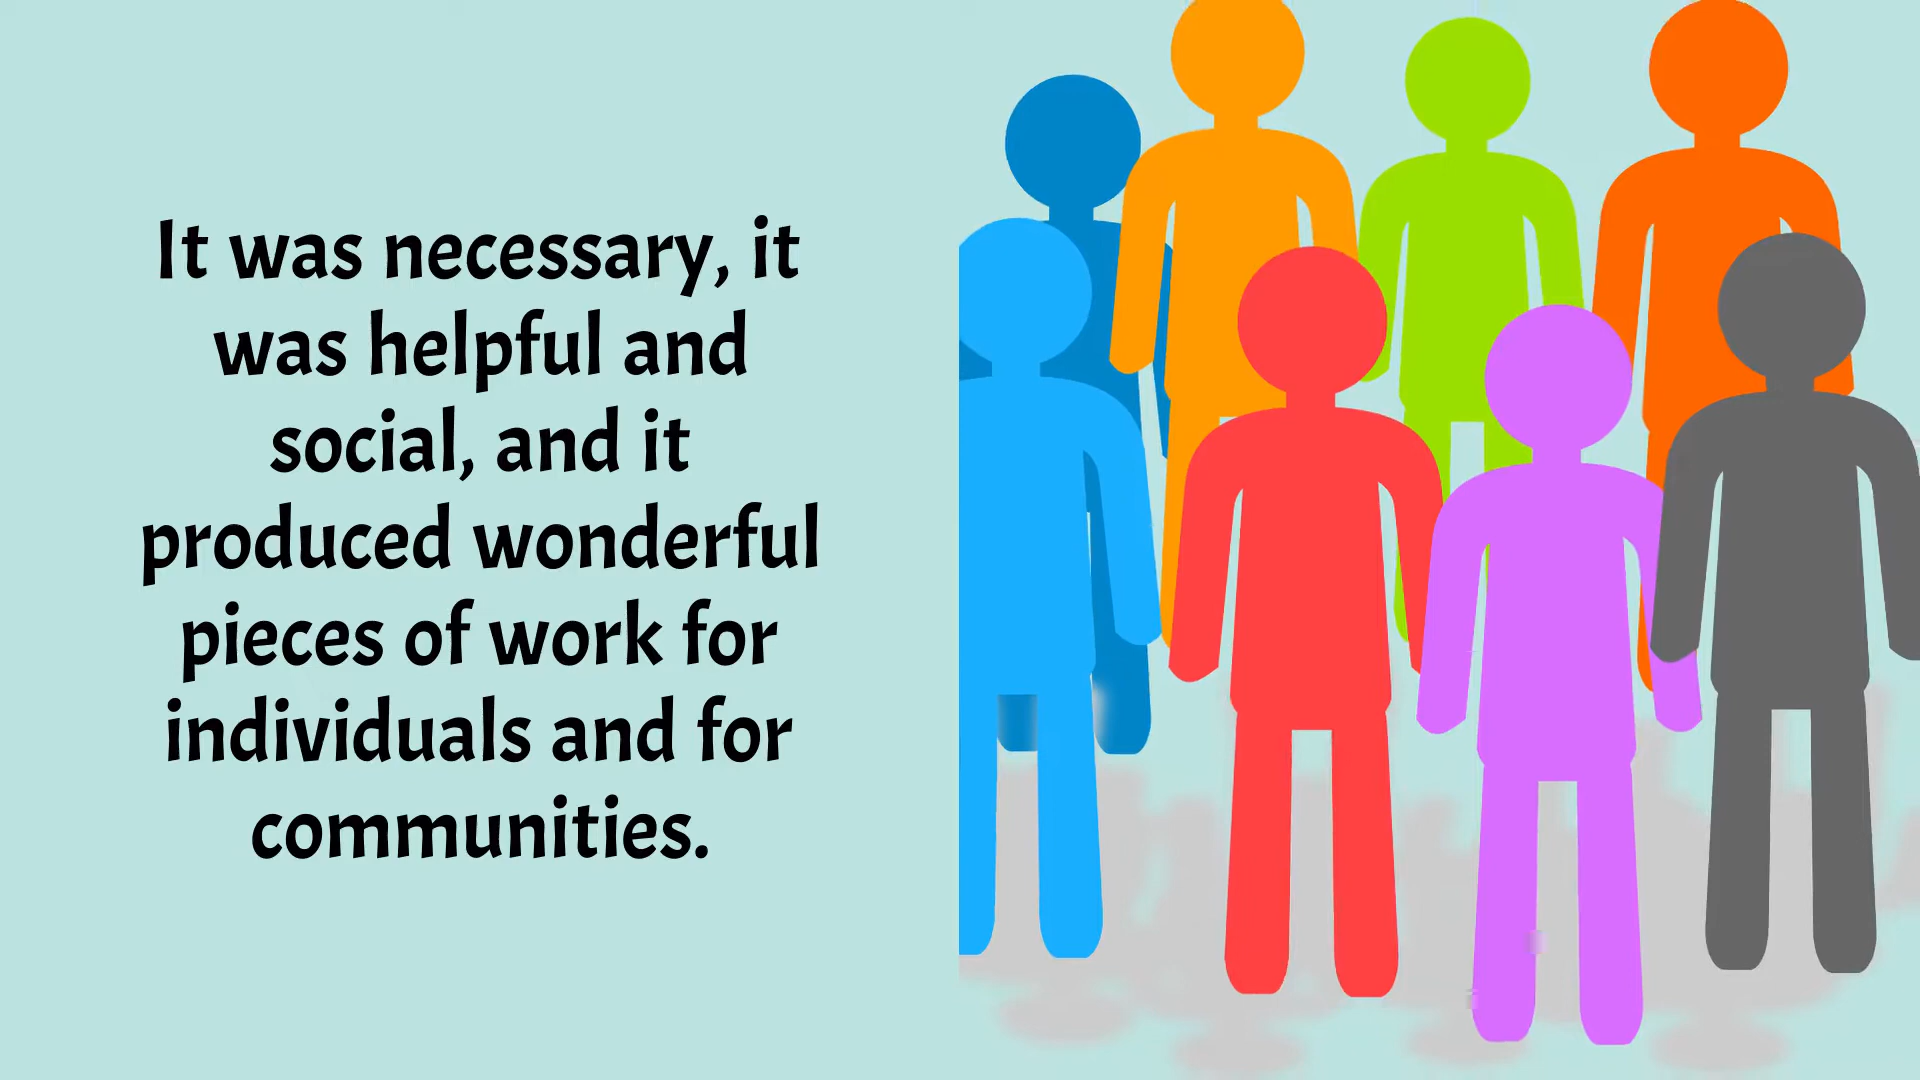 It was necessary, it
was helpful and
social, and it
produced wonderful
pieces of work for
individuals and for
communities.